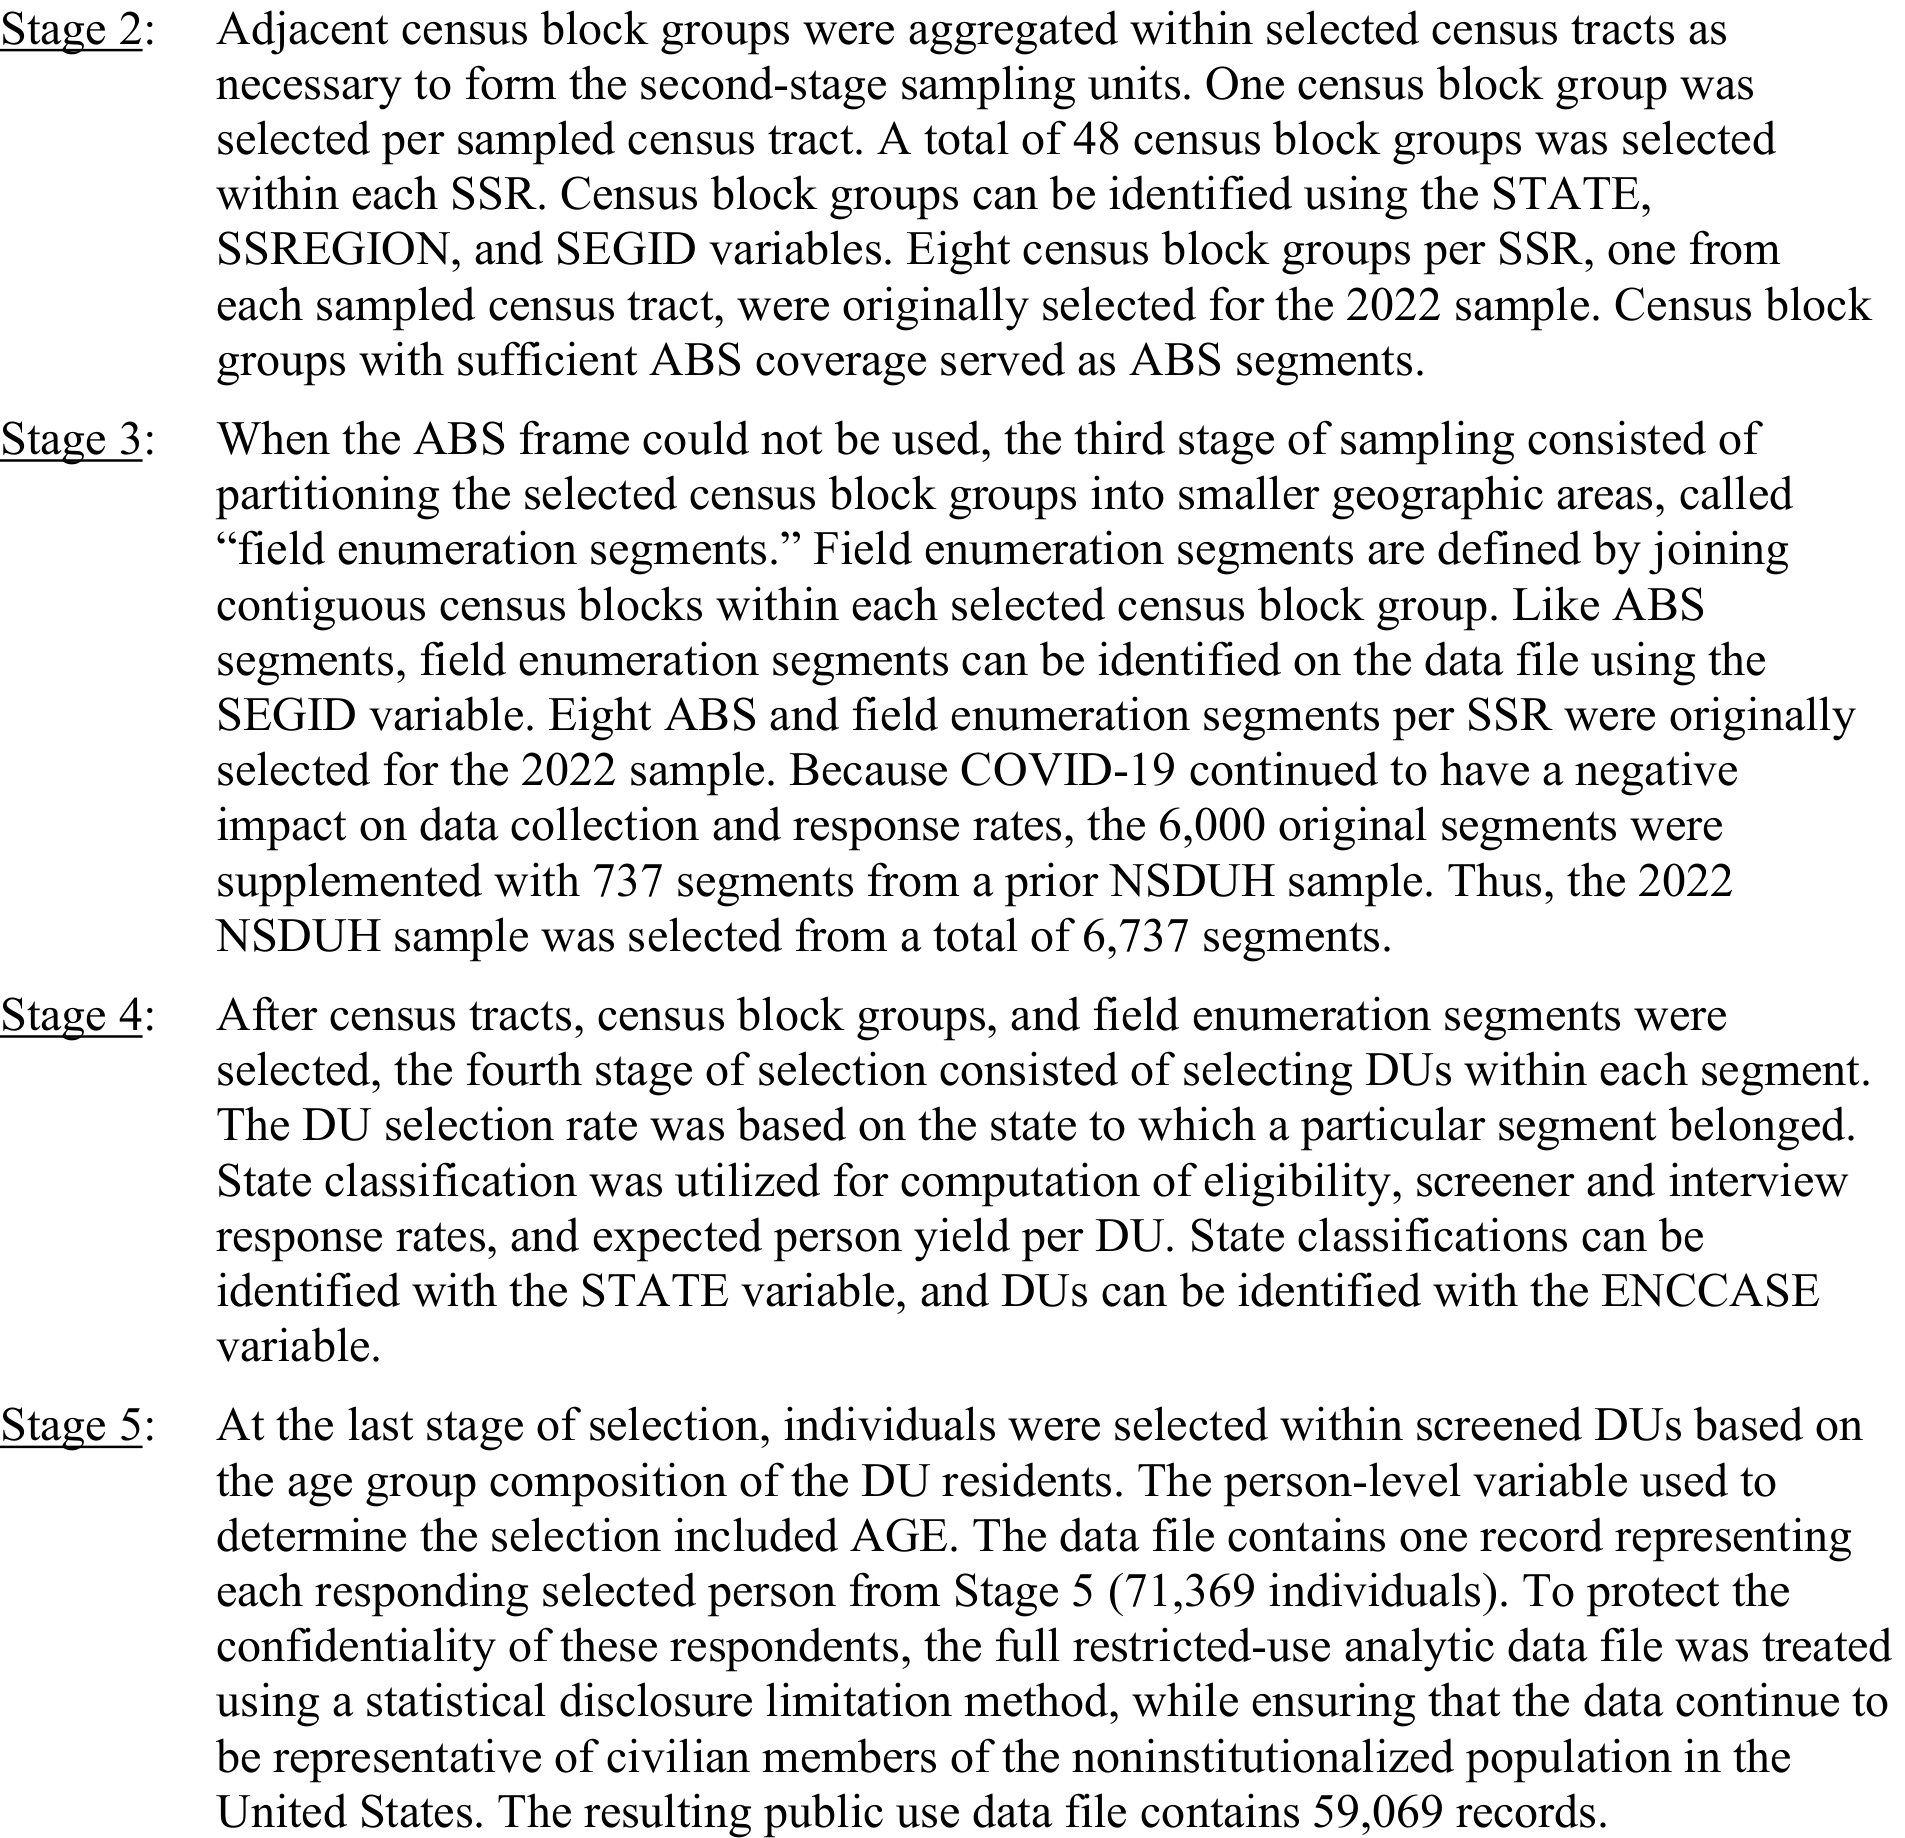 Stage 2: Adjacent census block groups were aggregated within selected census tracts as
necessary to form the second-stage sampling units. One census block group was
selected per sampled census tract. A total of 48 census block groups was selected
within each SSR. Census block groups can be identified using the STATE,
SSREGION, and SEGID variables. Eight census block groups per SSR, one from
each sampled census tract, were originally selected for the 2022 sample. Census block
groups with sufficient ABS coverage served as ABS segments.
Stage 3: When the ABS frame could not be used, the third stage of sampling consisted of
partitioning the selected census block groups into smaller geographic areas, called
“field enumeration segments.” Field enumeration segments are defined by joining
contiguous census blocks within each selected census block group. Like ABS
segments, field enumeration segments can be identified on the data file using the
SEGID variable. Eight ABS and field enumeration segments per SSR were originally
selected for the 2022 sample. Because COVID-19 continued to have a negative
impact on data collection and response rates, the 6,000 original segments were
supplemented with 737 segments from a prior NSDUH sample. Thus, the 2022
NSDUH sample was selected from a total of 6,737 segments.
Stage 4: After census tracts, census block groups, and field enumeration segments were
selected, the fourth stage of selection consisted of selecting DUs within each segment.
The DU selection rate was based on the state to which a particular segment belonged.
State classification was utilized for computation of eligibility, screener and interview
response rates, and expected person yield per DU. State classifications can be
identified with the STATE variable, and DUs can be identified with the ENCCASE
variable.
Stage 5: At the last stage of selection, individuals were selected within screened DUs based on
the age group composition of the DU residents. The person-level variable used to
determine the selection included AGE. The data file contains one record representing
each responding selected person from Stage 5 (71,369 individuals). To protect the
confidentiality of these respondents, the full restricted-use analytic data file was treated
using a statistical disclosure limitation method, while ensuring that the data continue to
be representative of civilian members of the noninstitutionalized population in the
United States. The resulting public use data file contains 59,069 records.